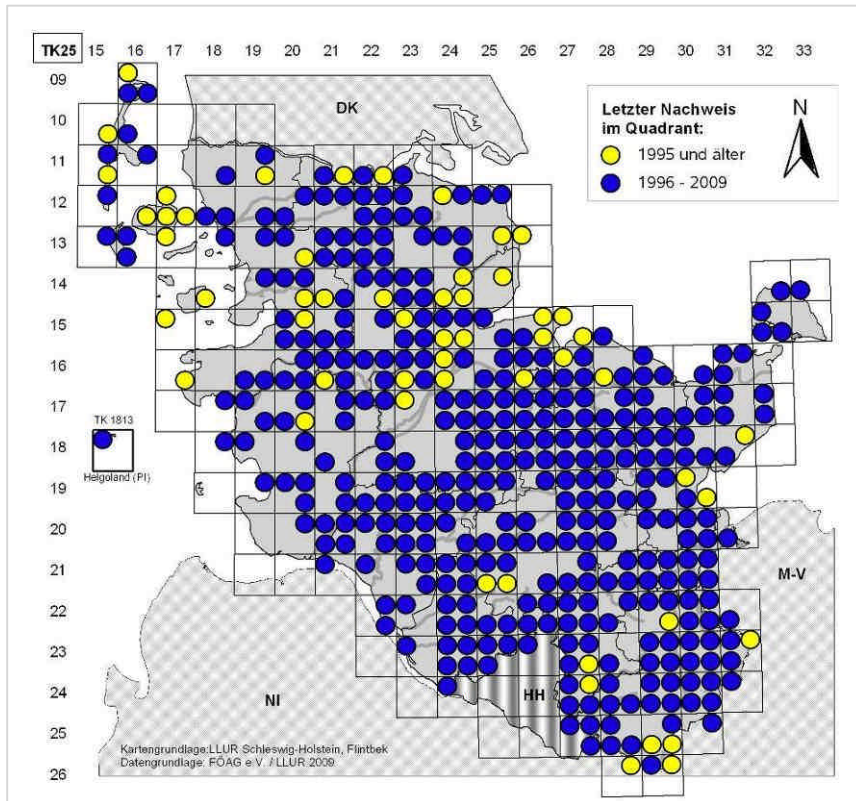 TK25 15 16 17 18 19 20 21 22 23 24 25 26 27 28 29 30 31 32 33
09
10
11
12
13
14
15
16
17
18
19
20
21
22
23
24
25
26
DK
Letzter Nachweis
im Quadrant:
1995 und älter
1996 - 2009
N
TK 1813
Helgoland (PI)
M-V
NI
HH
Kartengrundlage:LLUR Schleswig-Holstein, Flintbek
Datengrundlage: FÖAG e.V. / LLUR 2009